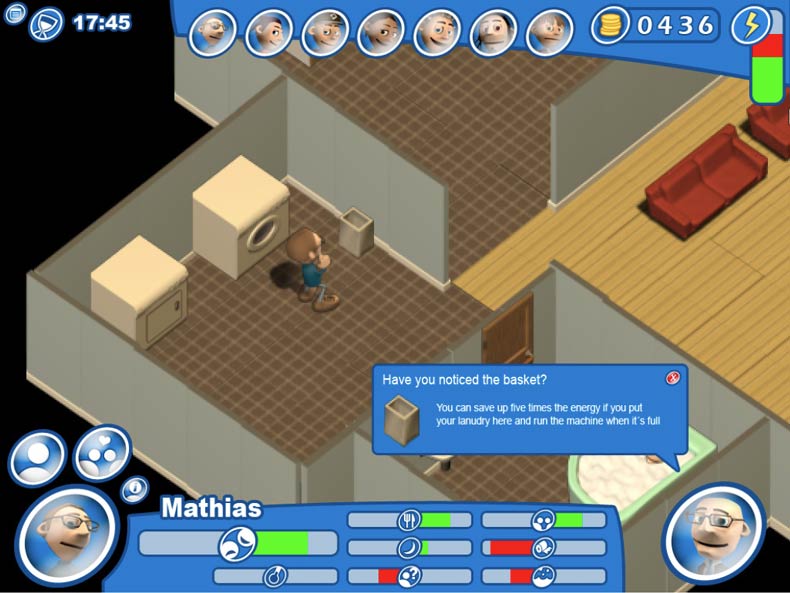 17:45
0436
Have you noticed the basket?
You can save up five times the energy if you put
your lanudry here and run the machine when it´s full
Mathias